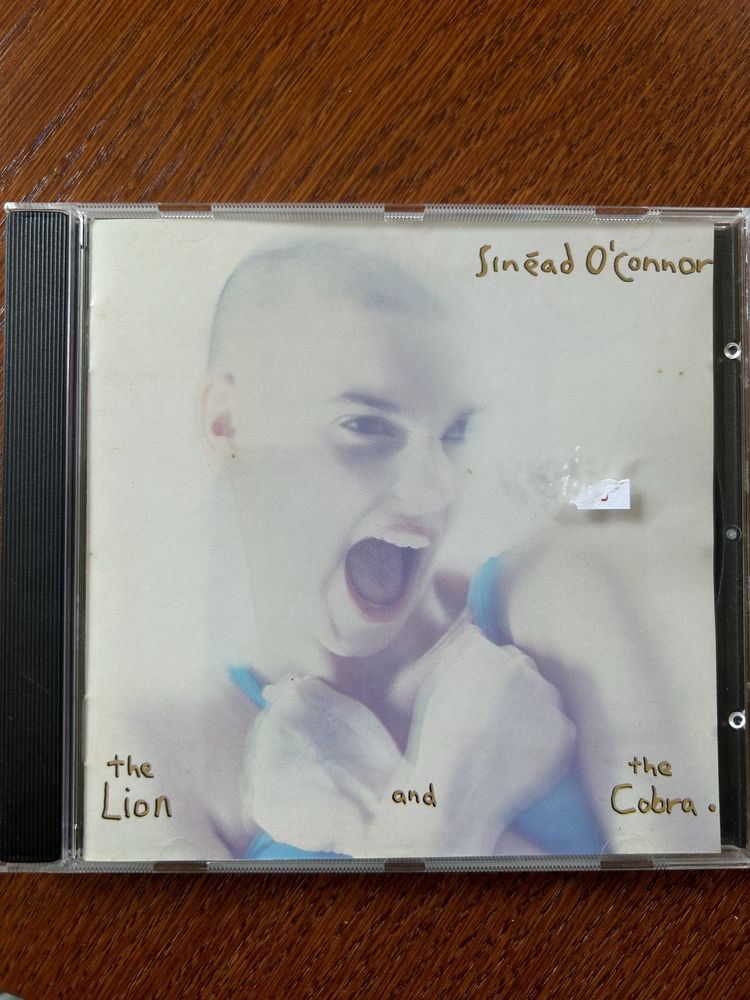 Sinéad O'Connor
the Lion and the Cobra.